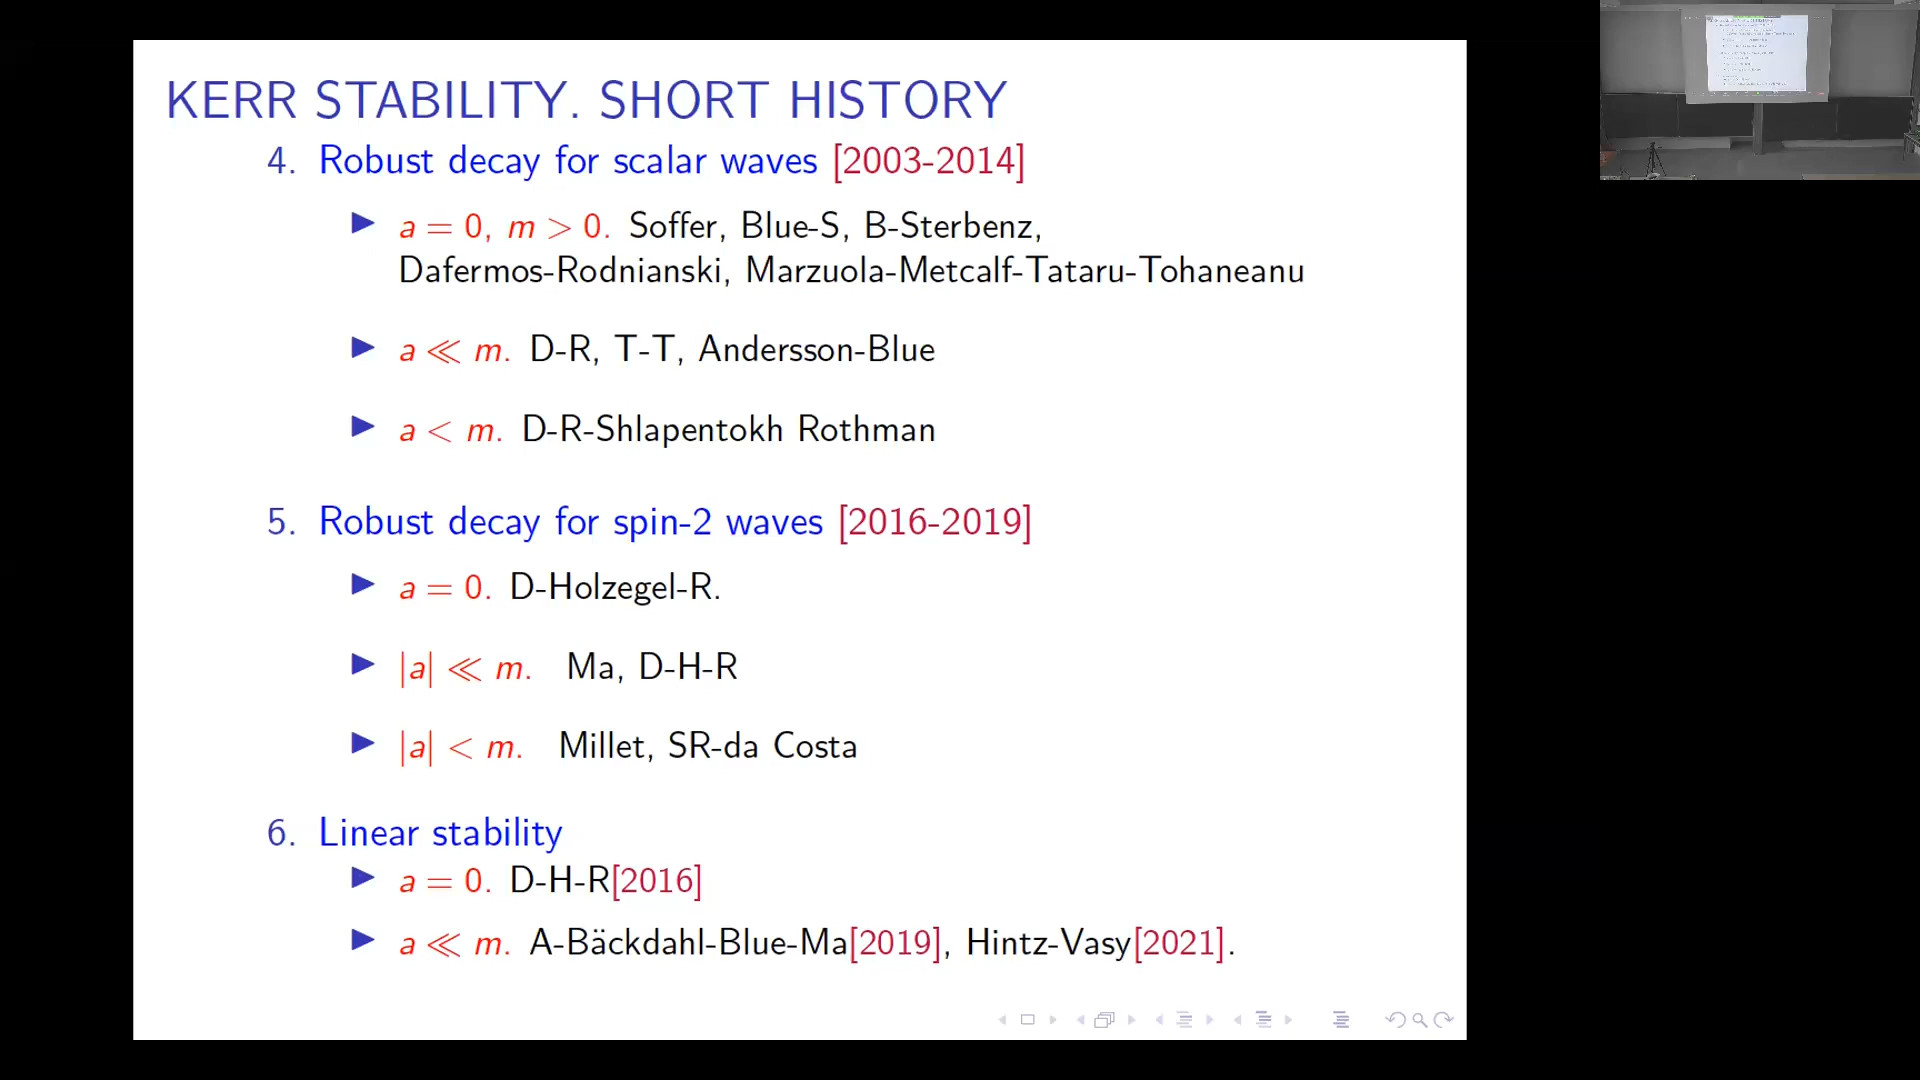 KERR STABILITY. SHORT HISTORY
4. Robust decay for scalar waves [2003-2014]
a = 0, m > 0. Soffer, Blue-S, B-Sterbenz,
Dafermos-Rodnianski, Marzuola-Metcalf-Tataru-Tohaneanu
a ≪ m. D-R, T-T, Andersson-Blue
a < m. D-R-Shlapentokh Rothman
5. Robust decay for spin-2 waves [2016-2019]
a = 0. D-Holzegel-R.
|a| ≪ m. Ma, D-H-R
|a| < m. Millet, SR-da Costa
6. Linear stability
a = 0. D-H-R[2016]
a ≪ m. A-Bäckdahl-Blue-Ma[2019], Hintz-Vasy[2021].